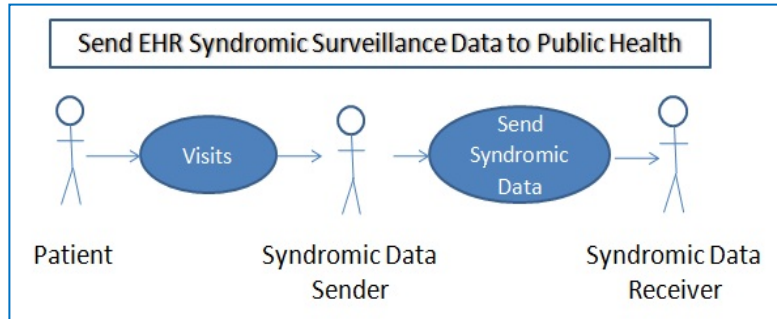 Send EHR Syndromic Surveillance Data to Public Health
Visits
Send
Syndromic
Data
Patient
Syndromic Data
Sender
Syndromic Data
Receiver